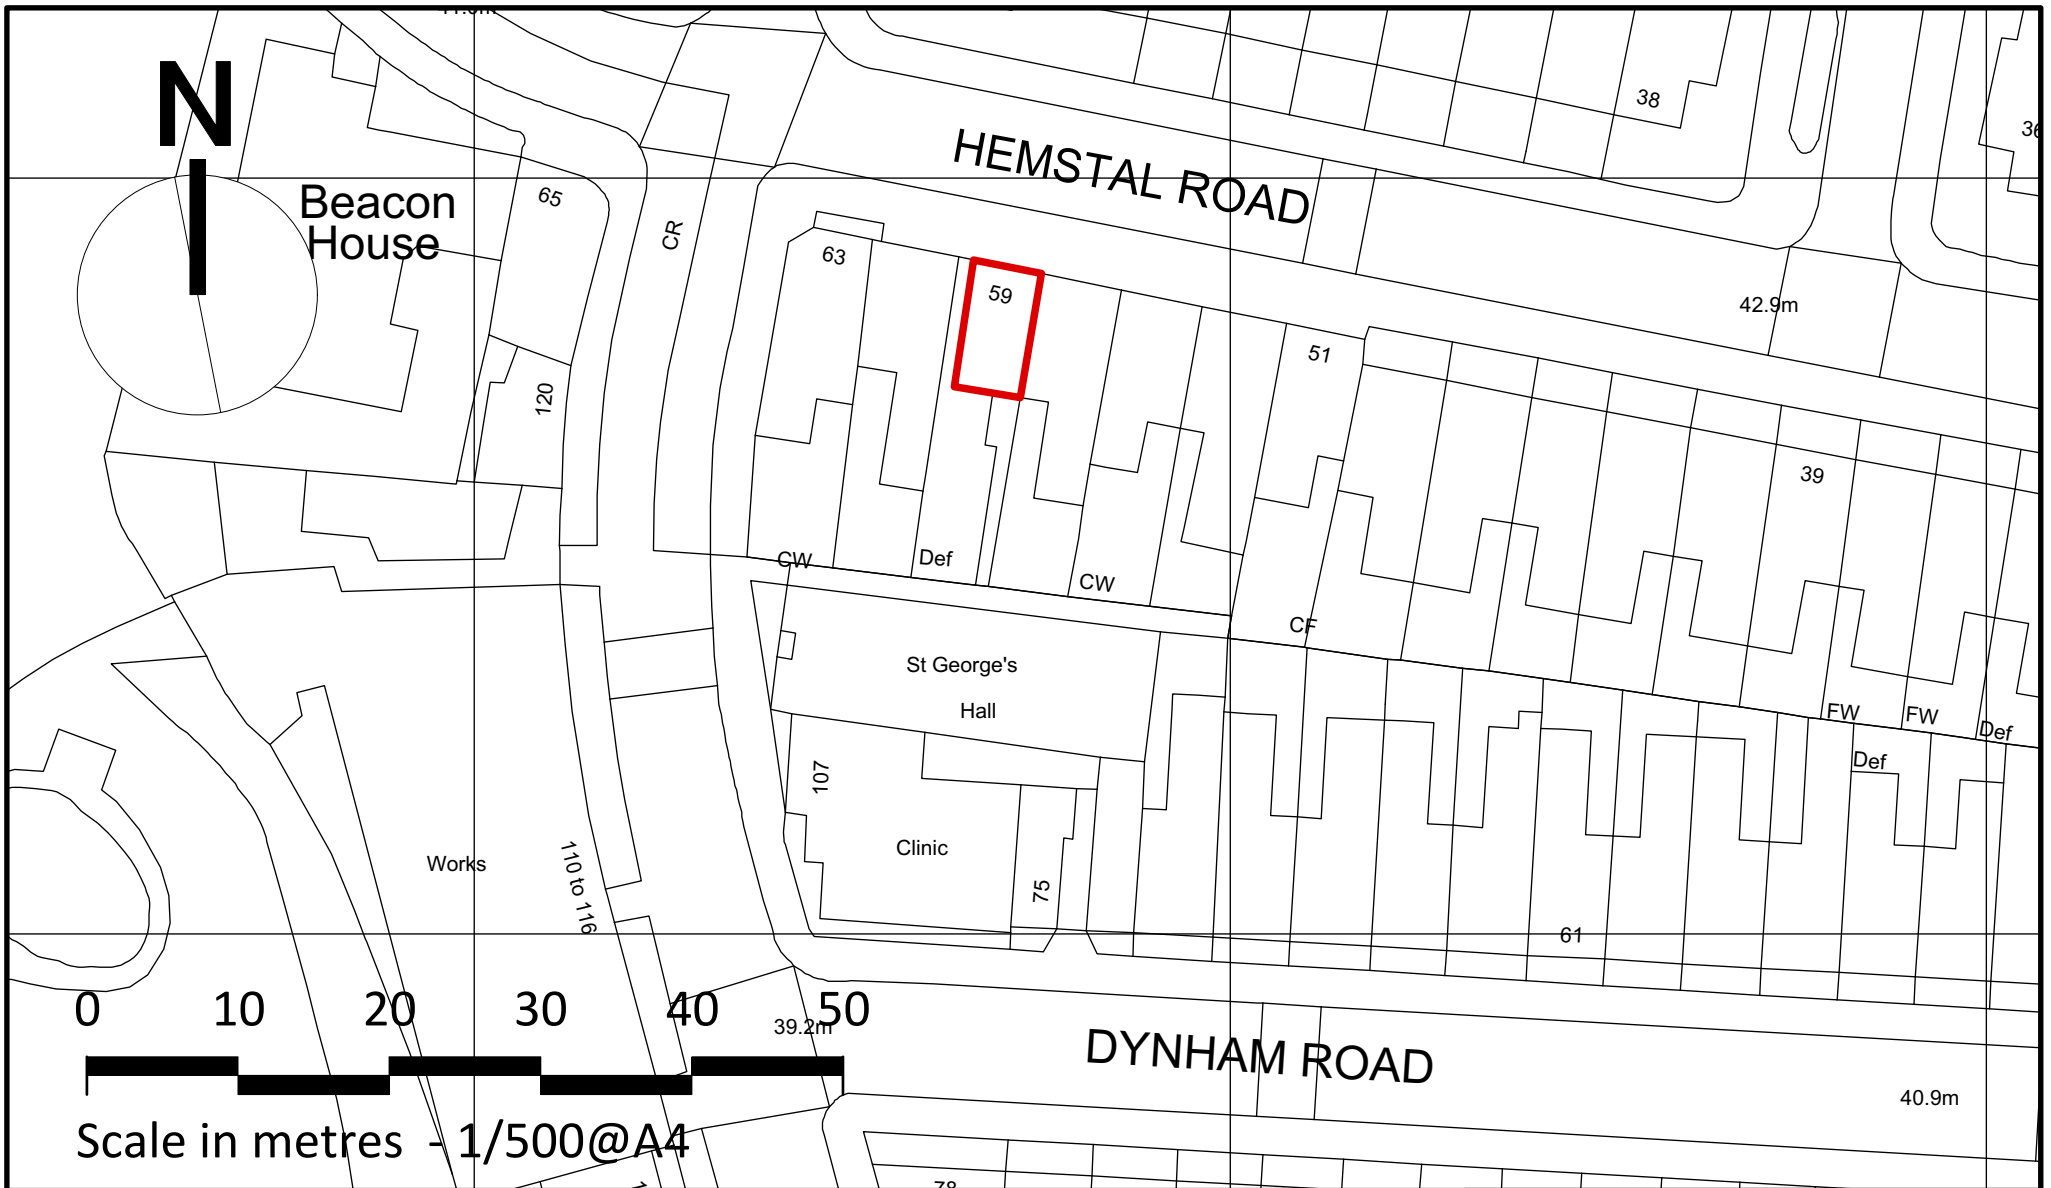 N
Beacon
House
65
CR
HEMSTAL ROAD
38
63
59
42.9m
51
120
39
CW
Def
CW
CF
St George's
Hall
FW
FW
Def
Def
107
Clinic
75
Works
110 to 116
61
0 10 20 30 40 50
39.2m
DYNHAM ROAD
40.9m
Scale in metres - 1/500@A4